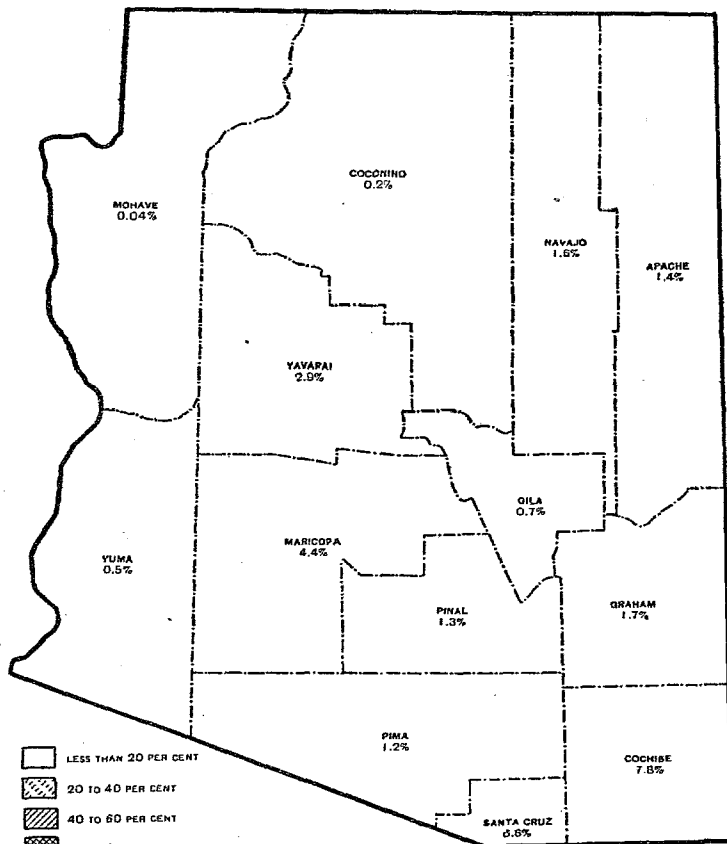 COCONINO
0.2%
MOHAVE
0.04%
NAVAJO
1.6%
APACHE
1.4%
YAVAPAI
2.9%
GILA
0.7%
MARICOPA
4.4%
YUMA
0.5%
GRAHAM
1.7%
PINAL
1.3%
PIMA
1.2%
COCHISE
7.8%
SANTA CRUZ
LESS THAN 20 PER CENT
20 TO 40 PER CENT
40 TO 60 PER CENT